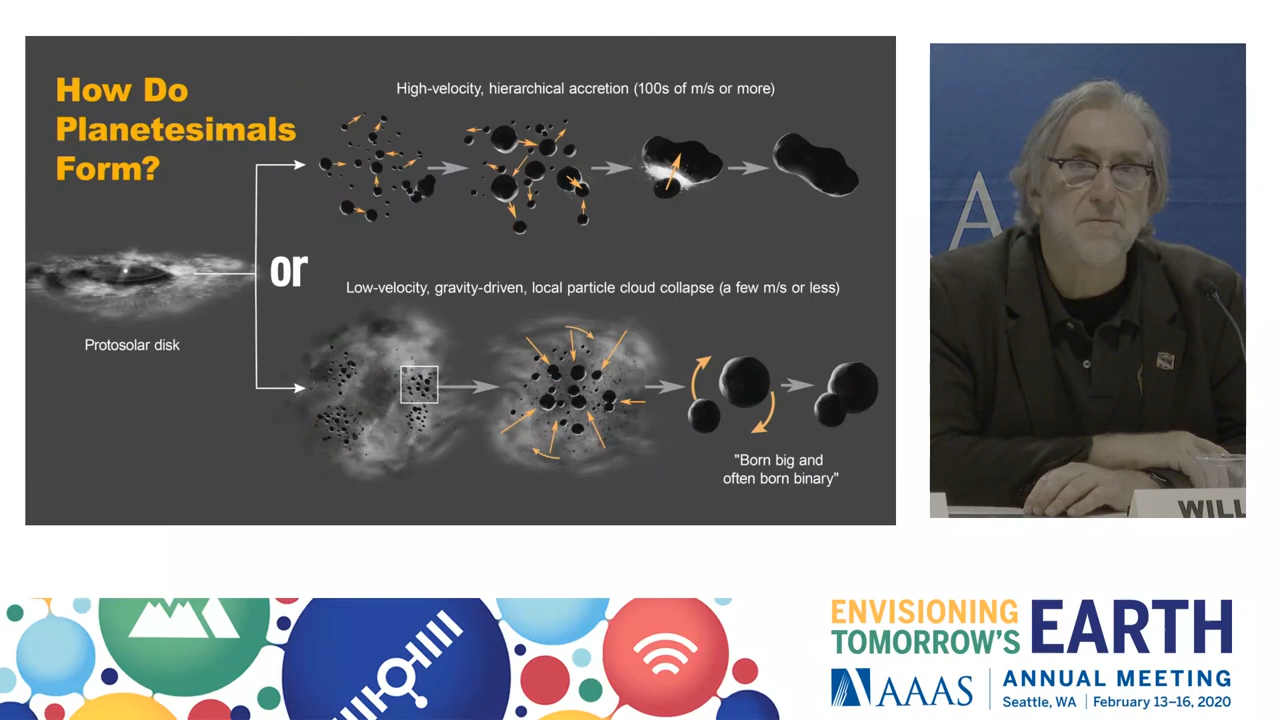 How Do
Planetesimals
Form?
High-velocity, hierarchical accretion (100s of m/s or more)
or
Low-velocity, gravity-driven, local particle cloud collapse (a few m/s or less)
Protosolar disk
"Born big and
often born binary"
A
WILL
ENVISIONING
TOMORROW'S
EARTH
AAAS
ANNUAL MEETING
Seattle, WA | February 13–16, 2020